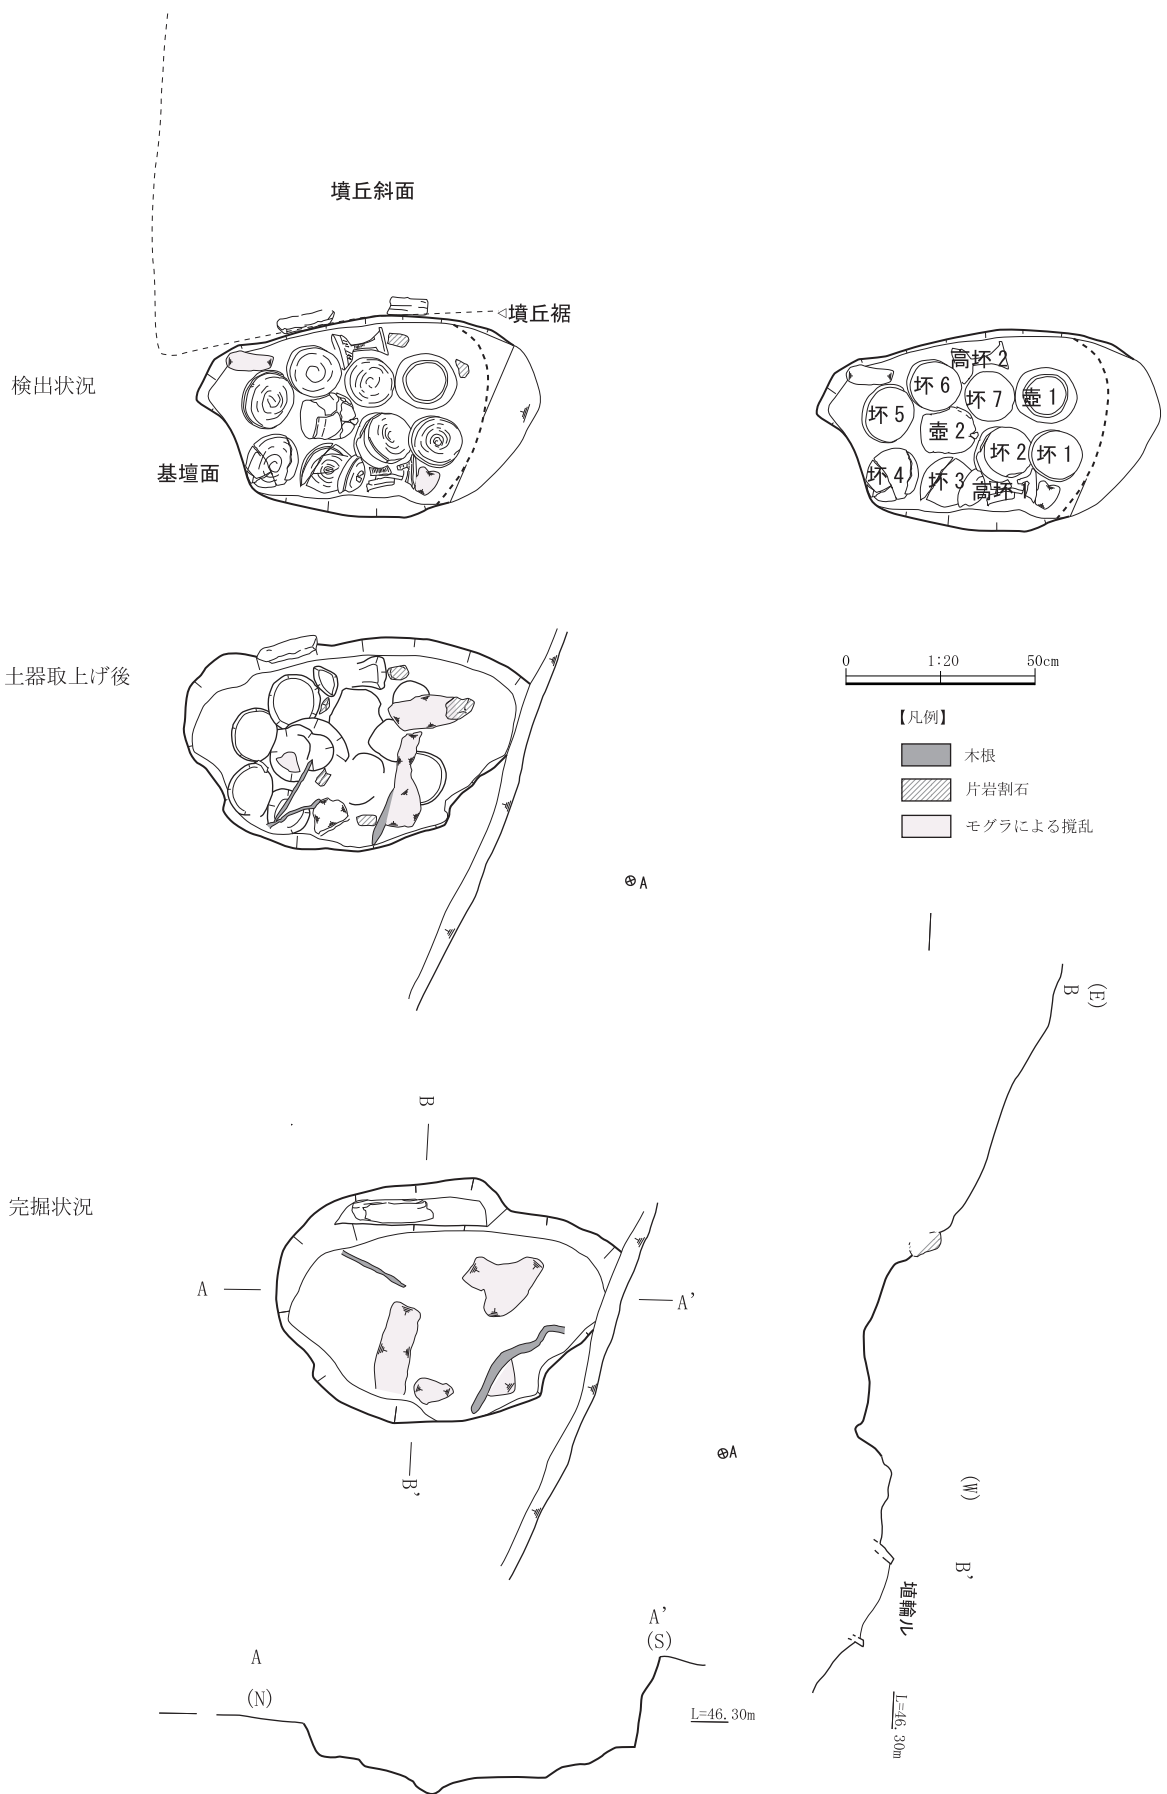 墳丘斜面
◁墳丘裾
検出状況
基壇面
高坏2
坏6
坏7
壺1
坏5
壺2
坏2
坏1
坏4
坏3
高坏1
土器取上げ後
0 1:20 50cm
【凡例】
木根
片岩割石
モグラによる撹乱
A
B
(E)
B
完掘状況
A
A'
B'
A
(W)
B'
埴輪ル
A'
(S)
A
(N)
L=46.30m
L=46.30m